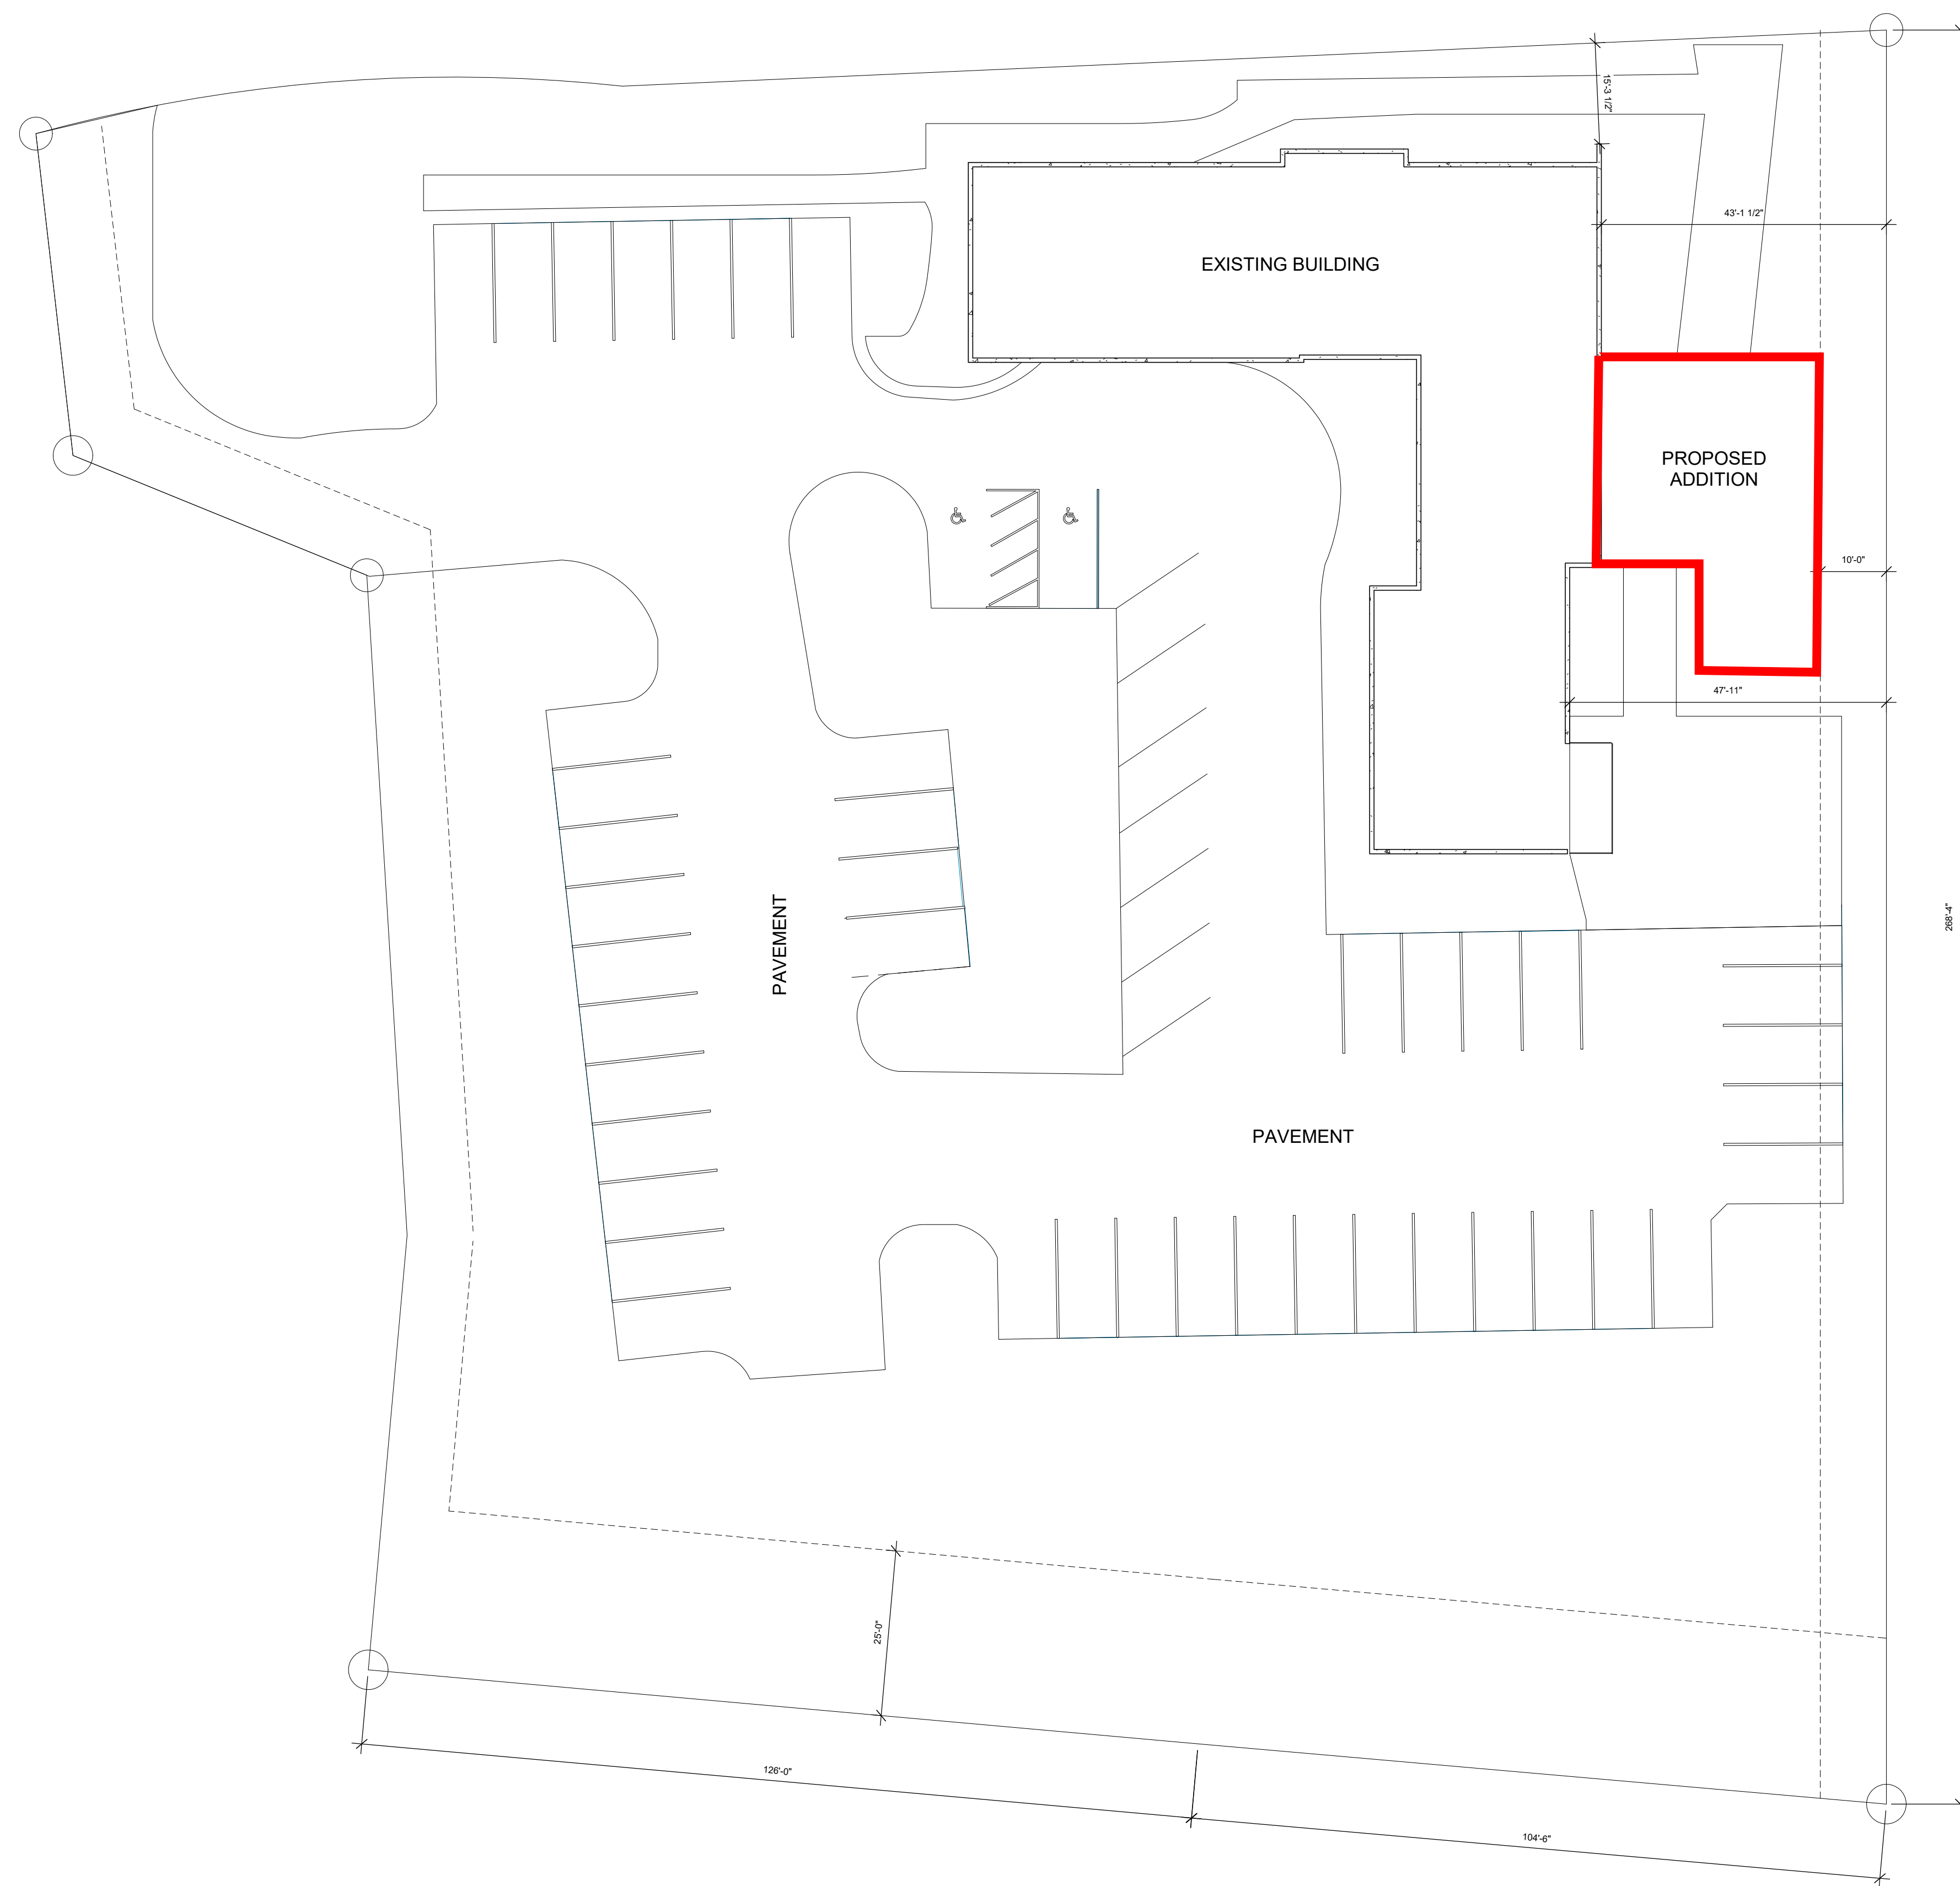 15'-3 1/2"
43'-1 1/2"
EXISTING BUILDING
PROPOSED
ADDITION
10'-0"
47'-11"
268'-4"
PAVEMENT
PAVEMENT
25'-0"
126'-0"
104'-6"